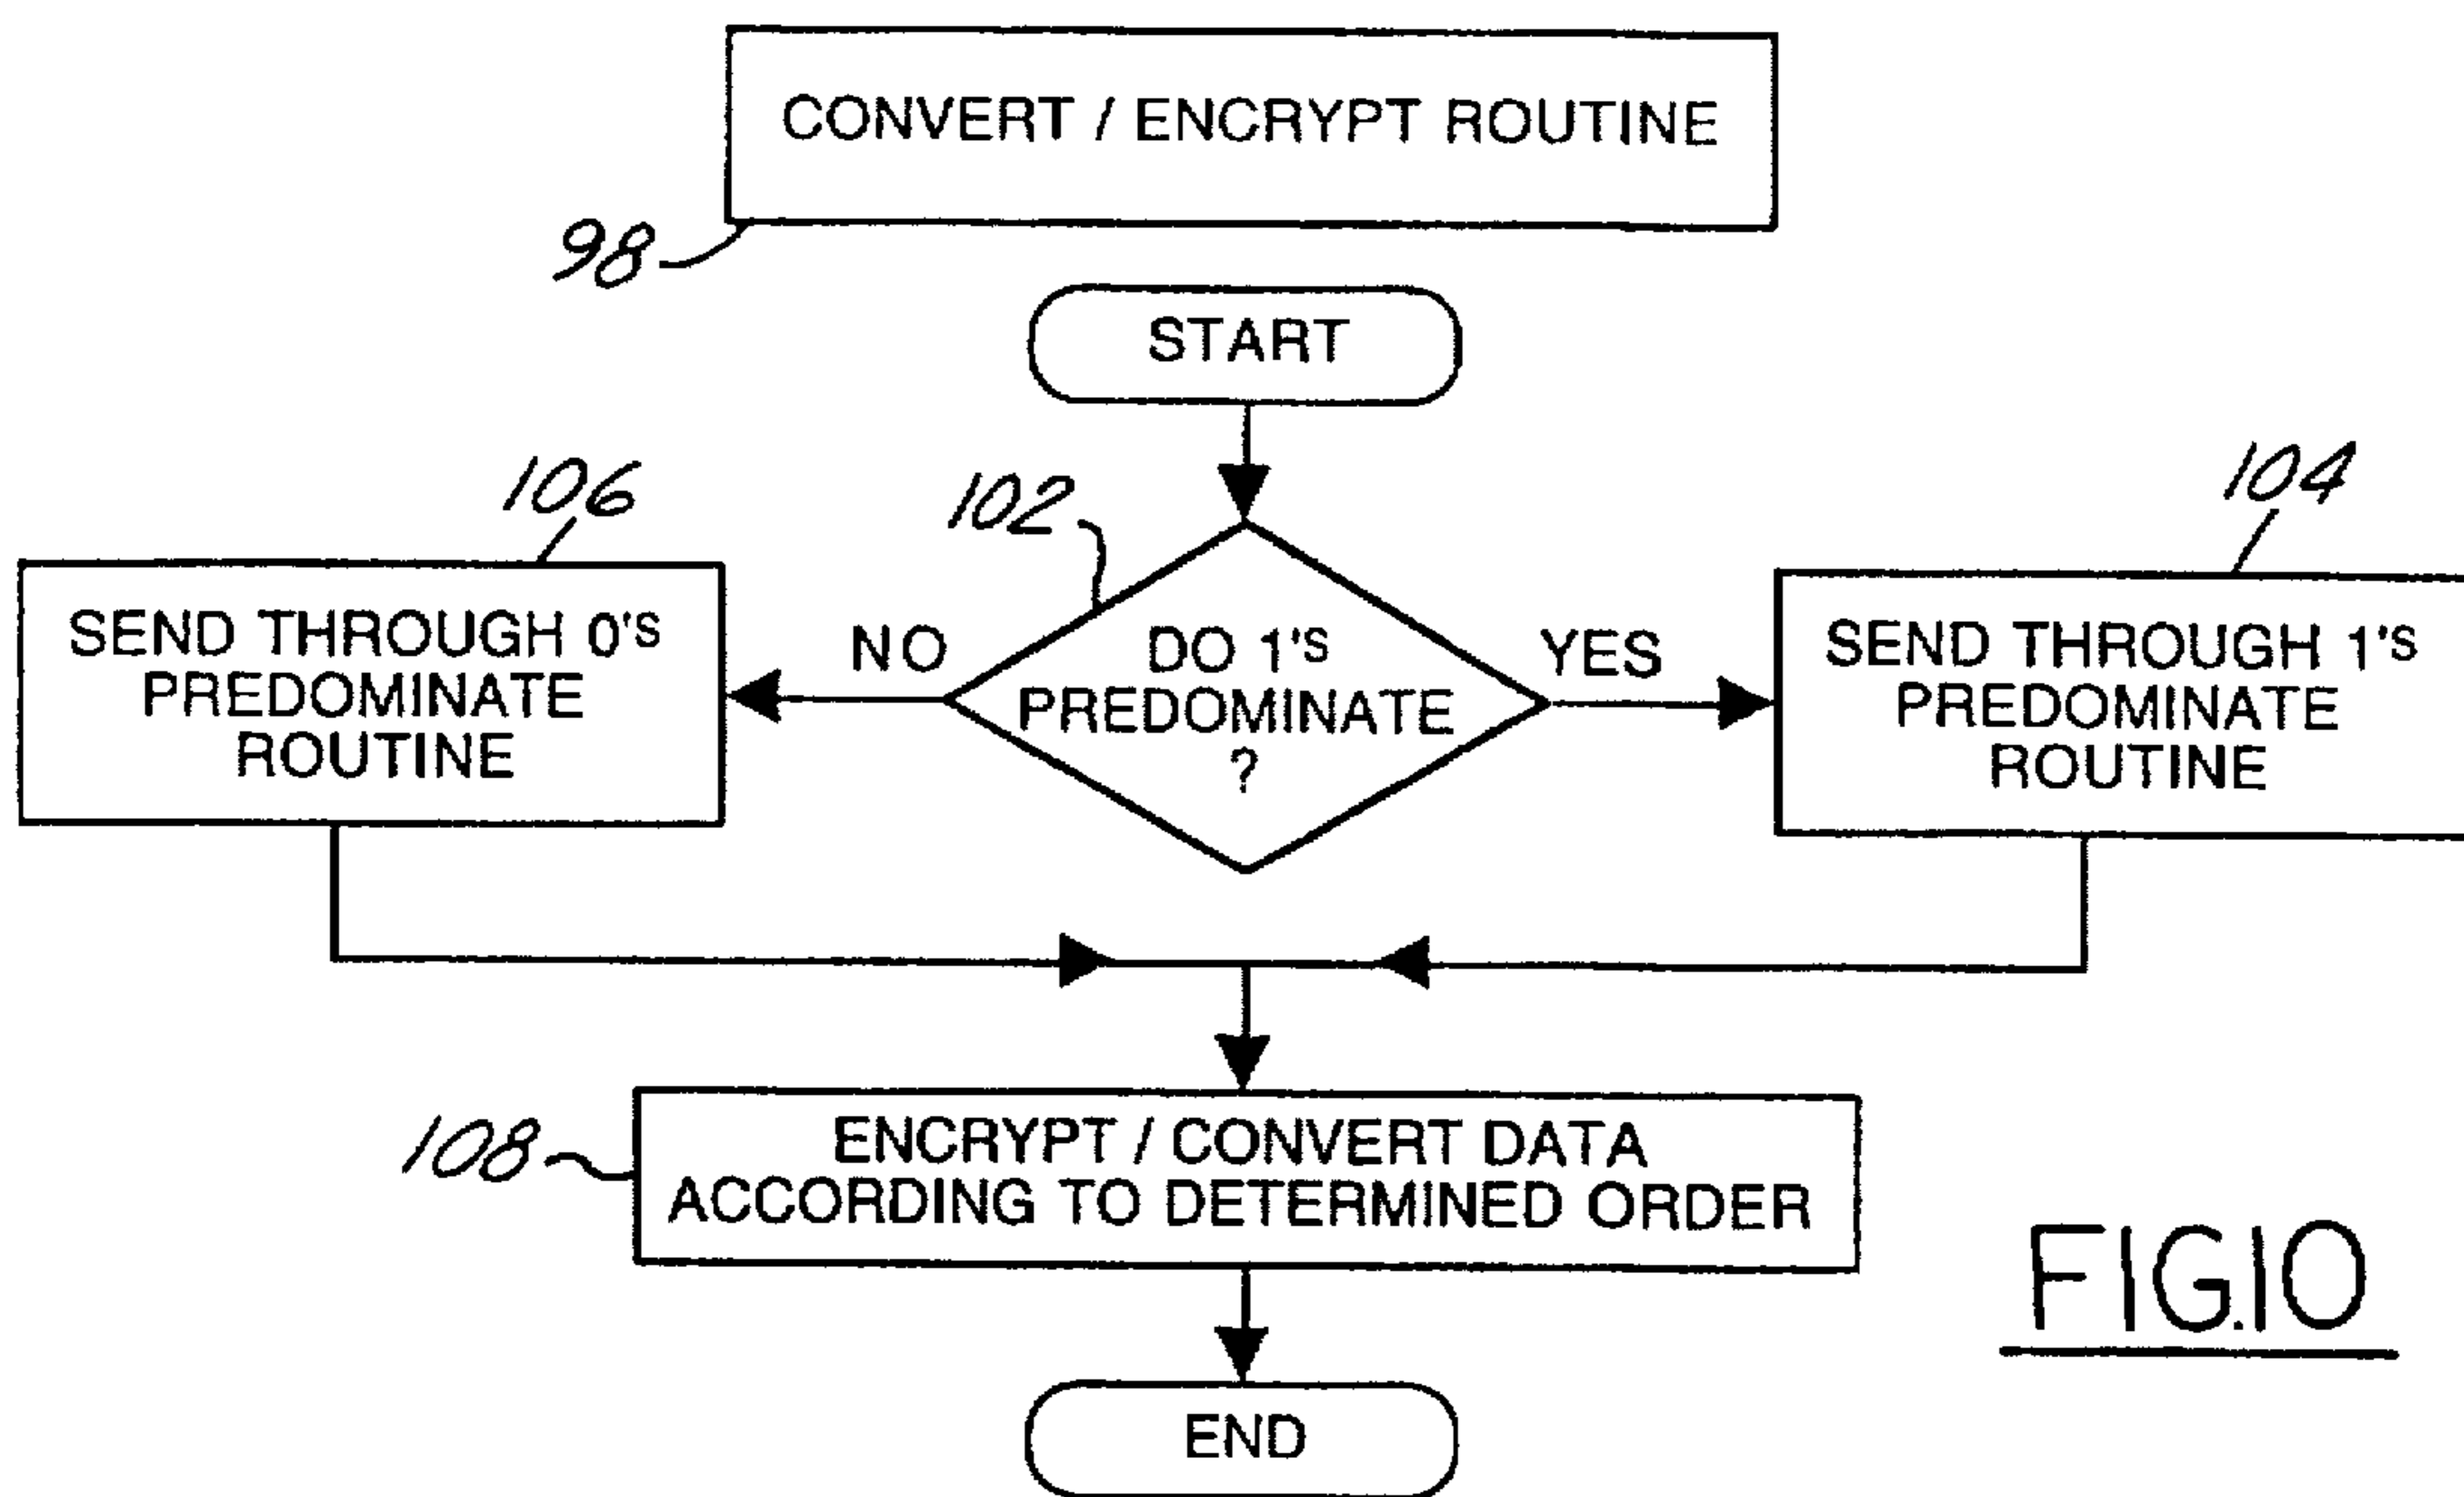 CONVERT / ENCRYPT ROUTINE
98
START
106
102
104
SEND THROUGH 0'S
PREDOMINATE
ROUTINE
NO
DO 1'S
PREDOMINATE
?
YES
SEND THROUGH 1'S
PREDOMINATE
ROUTINE
108
ENCRYPT / CONVERT DATA
ACCORDING TO DETERMINED ORDER
FIG.10
END